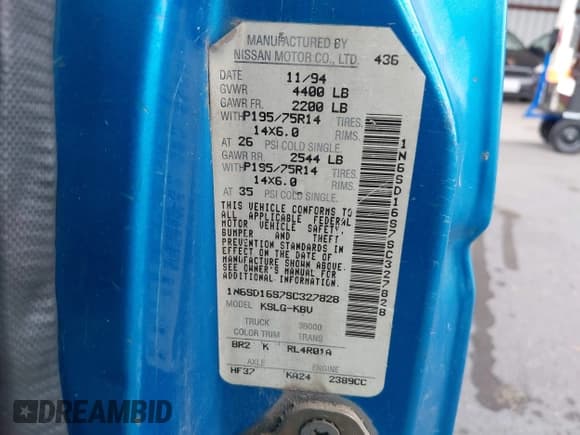 MANUFACTURED BY
NISSAN MOTOR CO., LTD. 436
DATE 11/94
GVWR 4400 LB
GAWR FR. 2200 LB
WITH P195/75R14 TIRES,
14X6.0 RIMS,
AT 26 PSI COLD SINGLE.
GAWR RR 2544 LB
WITH P195/75R14 TIRES
14X6.0 RIMS,
AT 35 PSI COLD SINGLE.
THIS VEHICLE CONFORMS TO
ALL APPLICABLE FEDERAL
MOTOR VEHICLE SAFETY,
BUMPER AND THEFT
PREVENTION STANDARDS IN
EFFECT ON THE DATE OF
MANUFACTURE SHOWN ABOVE.
SEE OWNER'S MANUAL FOR
ADDITIONAL INFORMATION.
1N6SD16S7SC327828
MODEL KSLG-KBV
TRUCK 38000
COLOR TRIM TRANS
BR2 K RL4R01A
AXLE ENGINE
HF37 KA24 2389CC
1N6SD16S7SC327828
DREAMBID